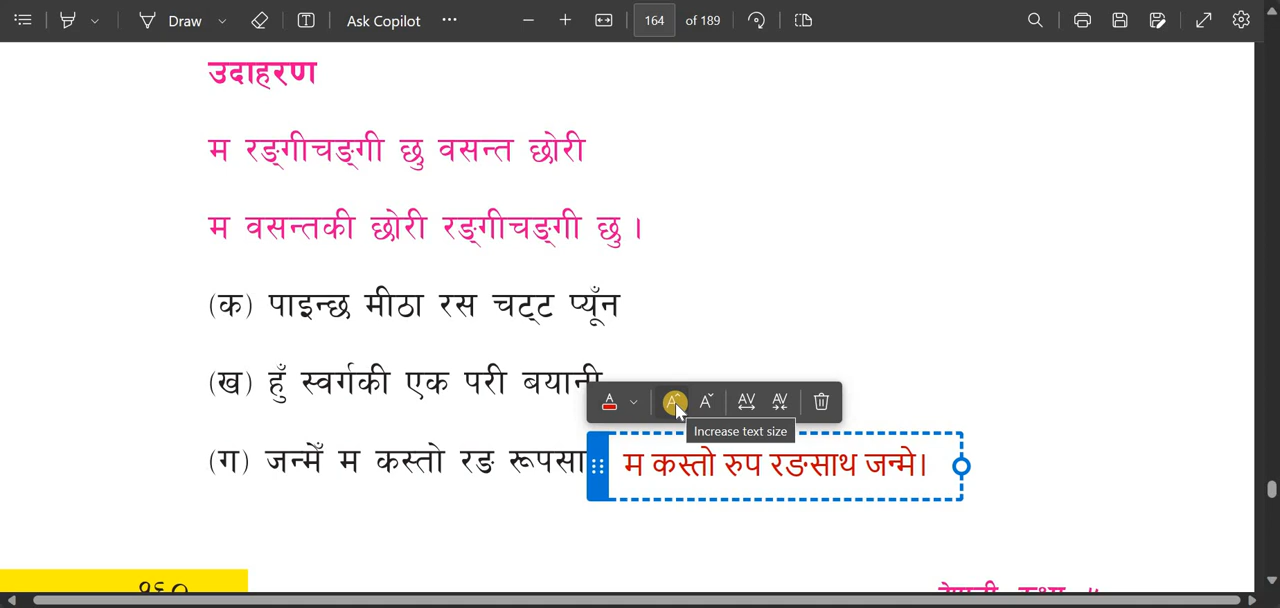 Draw Ask Copilot 164 of 189
उदाहरण
म रङ्गीचङ्गी छु वसन्त छोरी
म वसन्तकी छोरी रङ्गीचङ्गी छु ।
(क) पाइन्छ मीठा रस चट्ट प्यूँन
(ख) हुँ स्वर्गकी एक परी बयानी
Increase text size
(ग) जन्मेँ म कस्तो रङ रूपसा म कस्तो रुप रङसाथ जन्मे।
१६०